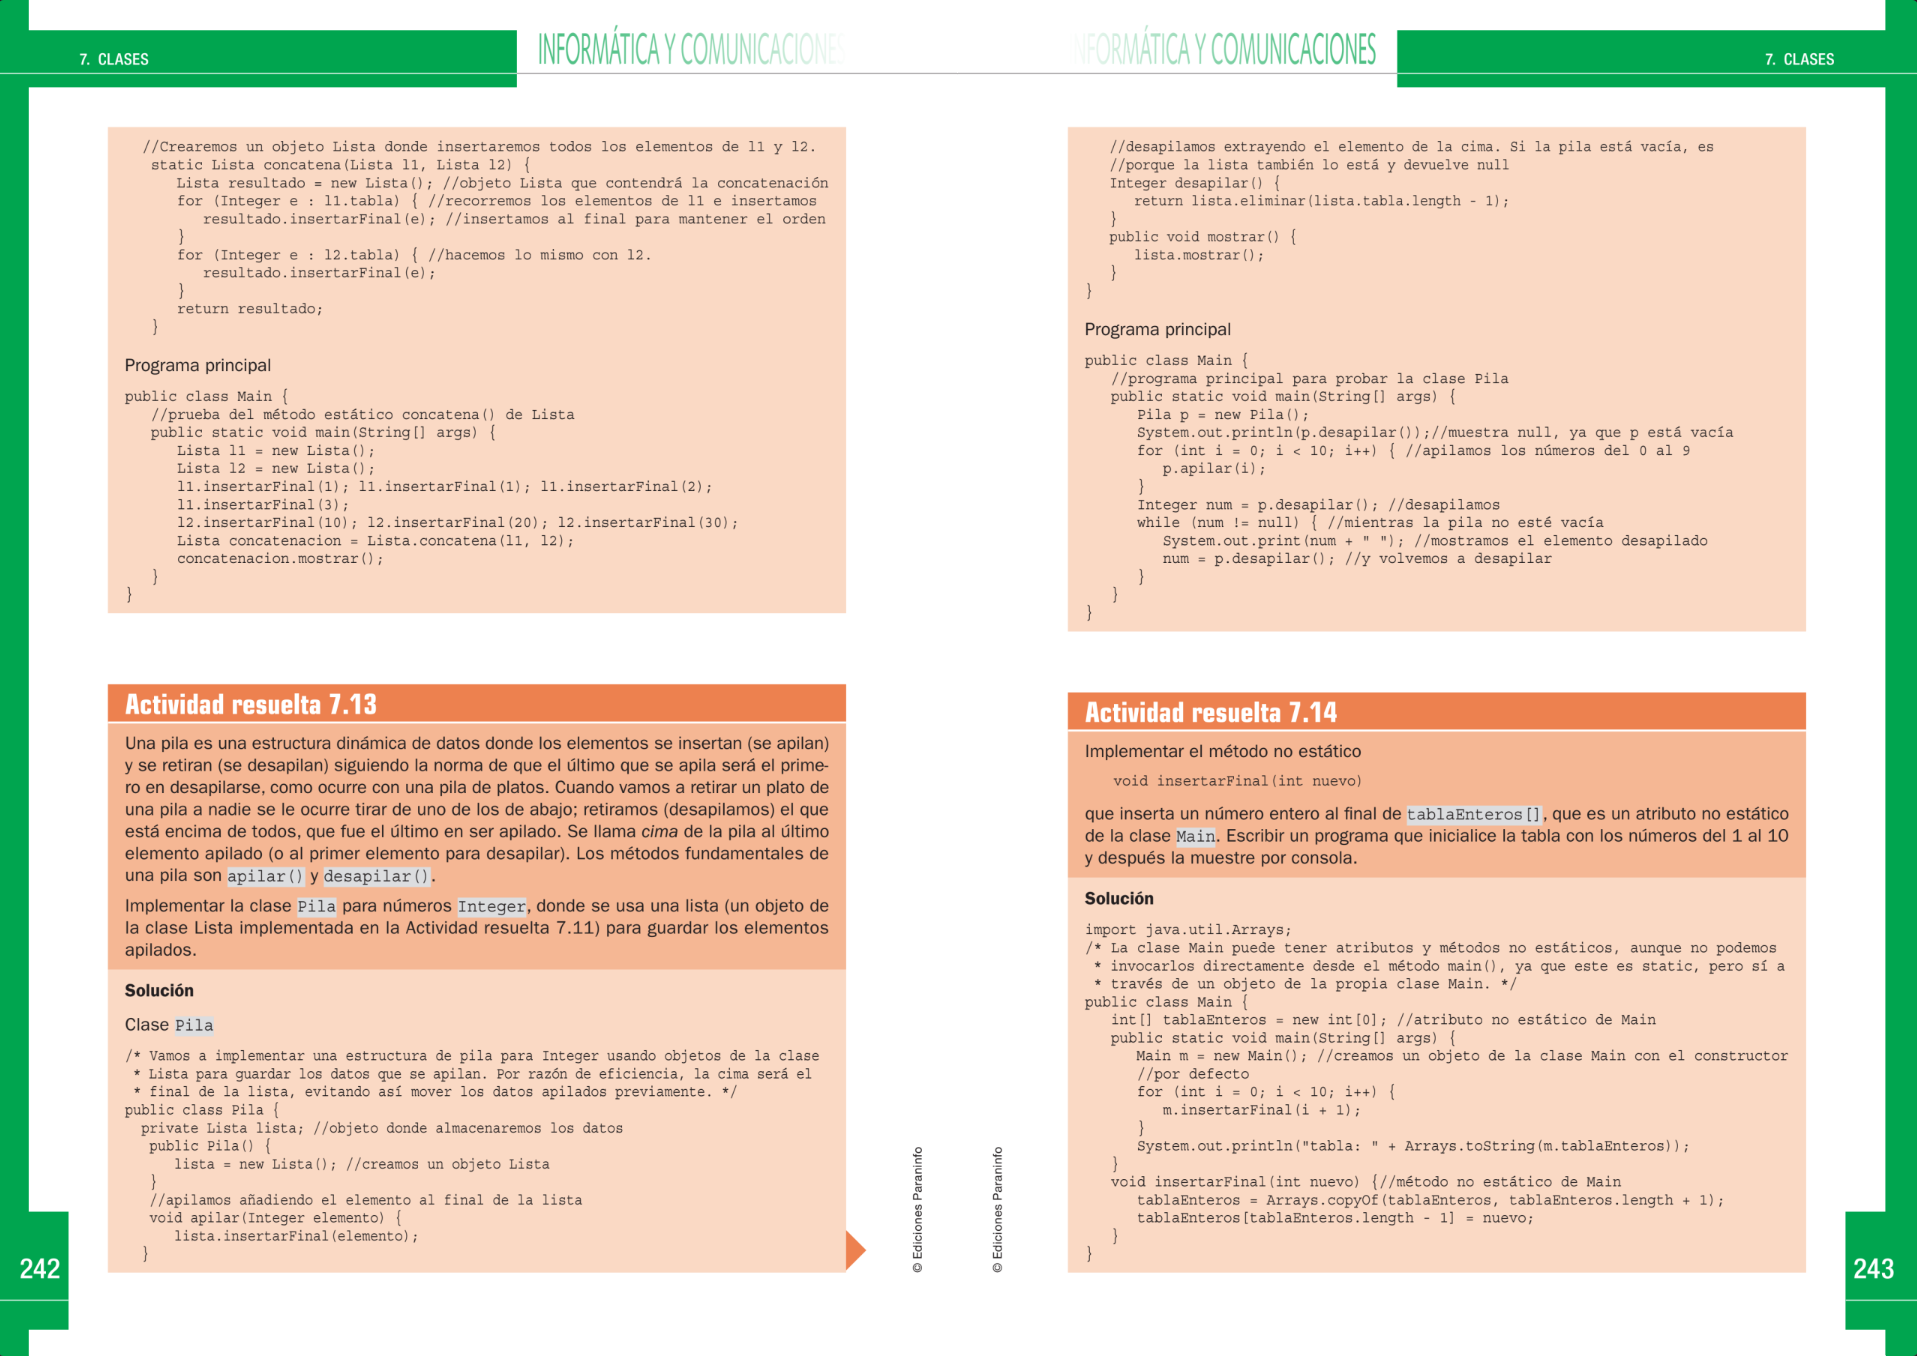 7. CLASES
INFORMÁTICA Y COMUNICACIONES
//Crearemos un objeto Lista donde insertaremos todos los elementos de l1 y l2.
static Lista concatena(Lista l1, Lista l2) {
Lista resultado = new Lista(); //objeto Lista que contendrá la concatenación
for (Integer e : l1.tabla) { //recorremos los elementos de l1 e insertamos
resultado.insertarFinal(e); //insertamos al final para mantener el orden
}
for (Integer e : l2.tabla) { //hacemos lo mismo con l2.
resultado.insertarFinal(e);
}
return resultado;
}
Programa principal
public class Main {
//prueba del método estático concatena() de Lista
public static void main(String[] args) {
Lista l1 = new Lista();
Lista l2 = new Lista();
l1.insertarFinal(1); l1.insertarFinal(1); l1.insertarFinal(2);
l1.insertarFinal(3);
l2.insertarFinal(10); l2.insertarFinal(20); l2.insertarFinal(30);
Lista concatenacion = Lista.concatena(l1, l2);
concatenacion.mostrar();
}
}
Actividad resuelta 7.13
Una pila es una estructura dinámica de datos donde los elementos se insertan (se apilan)
y se retiran (se desapilan) siguiendo la norma de que el último que se apila será el prime-
ro en desapilarse, como ocurre con una pila de platos. Cuando vamos a retirar un plato de
una pila a nadie se le ocurre tirar de uno de los de abajo; retiramos (desapilamos) el que
está encima de todos, que fue el último en ser apilado. Se llama cima de la pila al último
elemento apilado (o al primer elemento para desapilar). Los métodos fundamentales de
una pila son apilar() y desapilar().
Implementar la clase Pila para números Integer, donde se usa una lista (un objeto de
la clase Lista implementada en la Actividad resuelta 7.11) para guardar los elementos
apilados.
Solución
Clase Pila
/* Vamos a implementar una estructura de pila para Integer usando objetos de la clase
* Lista para guardar los datos que se apilan. Por razón de eficiencia, la cima será el
* final de la lista, evitando así mover los datos apilados previamente. */
public class Pila {
private Lista lista; //objeto donde almacenaremos los datos
public Pila() {
lista = new Lista(); //creamos un objeto Lista
}
//apilamos añadiendo el elemento al final de la lista
void apilar(Integer elemento) {
lista.insertarFinal(elemento);
}
242
© Ediciones Paraninfo
INFORMÁTICA Y COMUNICACIONES
7. CLASES
//desapilamos extrayendo el elemento de la cima. Si la pila está vacía, es
//porque la lista también lo está y devuelve null
Integer desapilar() {
return lista.eliminar(lista.tabla.length - 1);
}
public void mostrar() {
lista.mostrar();
}
}
Programa principal
public class Main {
//programa principal para probar la clase Pila
public static void main(String[] args) {
Pila p = new Pila();
System.out.println(p.desapilar());//muestra null, ya que p está vacía
for (int i = 0; i < 10; i++) { //apilamos los números del 0 al 9
p.apilar(i);
}
Integer num = p.desapilar(); //desapilamos
while (num != null) { //mientras la pila no esté vacía
System.out.print(num + " "); //mostramos el elemento desapilado
num = p.desapilar(); //y volvemos a desapilar
}
}
}
Actividad resuelta 7.14
Implementar el método no estático
void insertarFinal(int nuevo)
que inserta un número entero al final de tablaEnteros[], que es un atributo no estático
de la clase Main. Escribir un programa que inicialice la tabla con los números del 1 al 10
y después la muestre por consola.
Solución
import java.util.Arrays;
/* La clase Main puede tener atributos y métodos no estáticos, aunque no podemos
* invocarlos directamente desde el método main(), ya que este es static, pero sí a
* través de un objeto de la propia clase Main. */
public class Main {
int[] tablaEnteros = new int[0]; //atributo no estático de Main
public static void main(String[] args) {
Main m = new Main(); //creamos un objeto de la clase Main con el constructor
//por defecto
for (int i = 0; i < 10; i++) {
m.insertarFinal(i + 1);
}
System.out.println("tabla: " + Arrays.toString(m.tablaEnteros));
}
void insertarFinal(int nuevo) {//método no estático de Main
tablaEnteros = Arrays.copyOf(tablaEnteros, tablaEnteros.length + 1);
tablaEnteros[tablaEnteros.length - 1] = nuevo;
}
}
© Ediciones Paraninfo
243